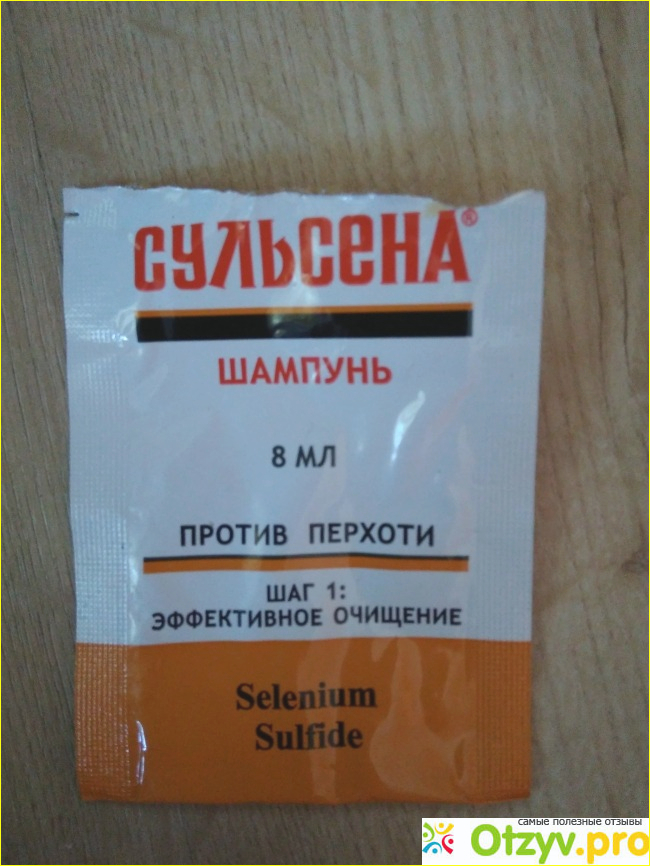 СУЛЬСЕНА®
ШАМПУНЬ
8 МЛ
ПРОТИВ ПЕРХОТИ
ШАГ 1:
ЭФФЕКТИВНОЕ ОЧИЩЕНИЕ
Selenium
Sulfide
самые полезные отзывы
Otzyv.pro